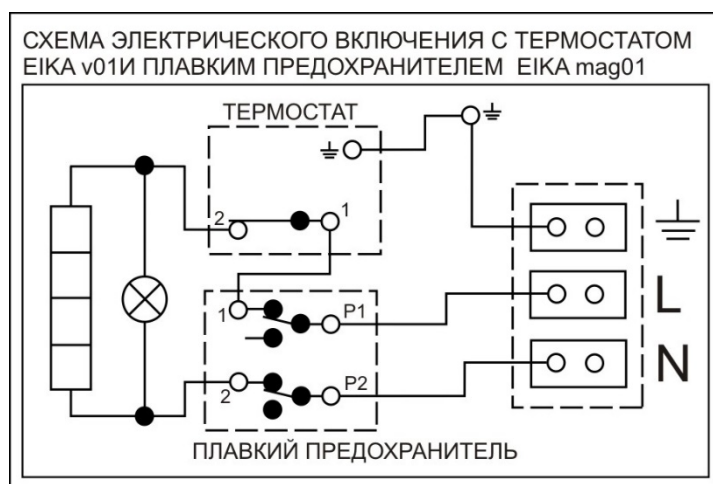 СХЕМА ЭЛЕКТРИЧЕСКОГО ВКЛЮЧЕНИЯ С ТЕРМОСТАТОМ
EIKA v01И ПЛАВКИМ ПРЕДОХРАНИТЕЛЕМ EIKA mag01
ТЕРМОСТАТ
2
1
1
P1
L
2
P2
N
ПЛАВКИЙ ПРЕДОХРАНИТЕЛЬ